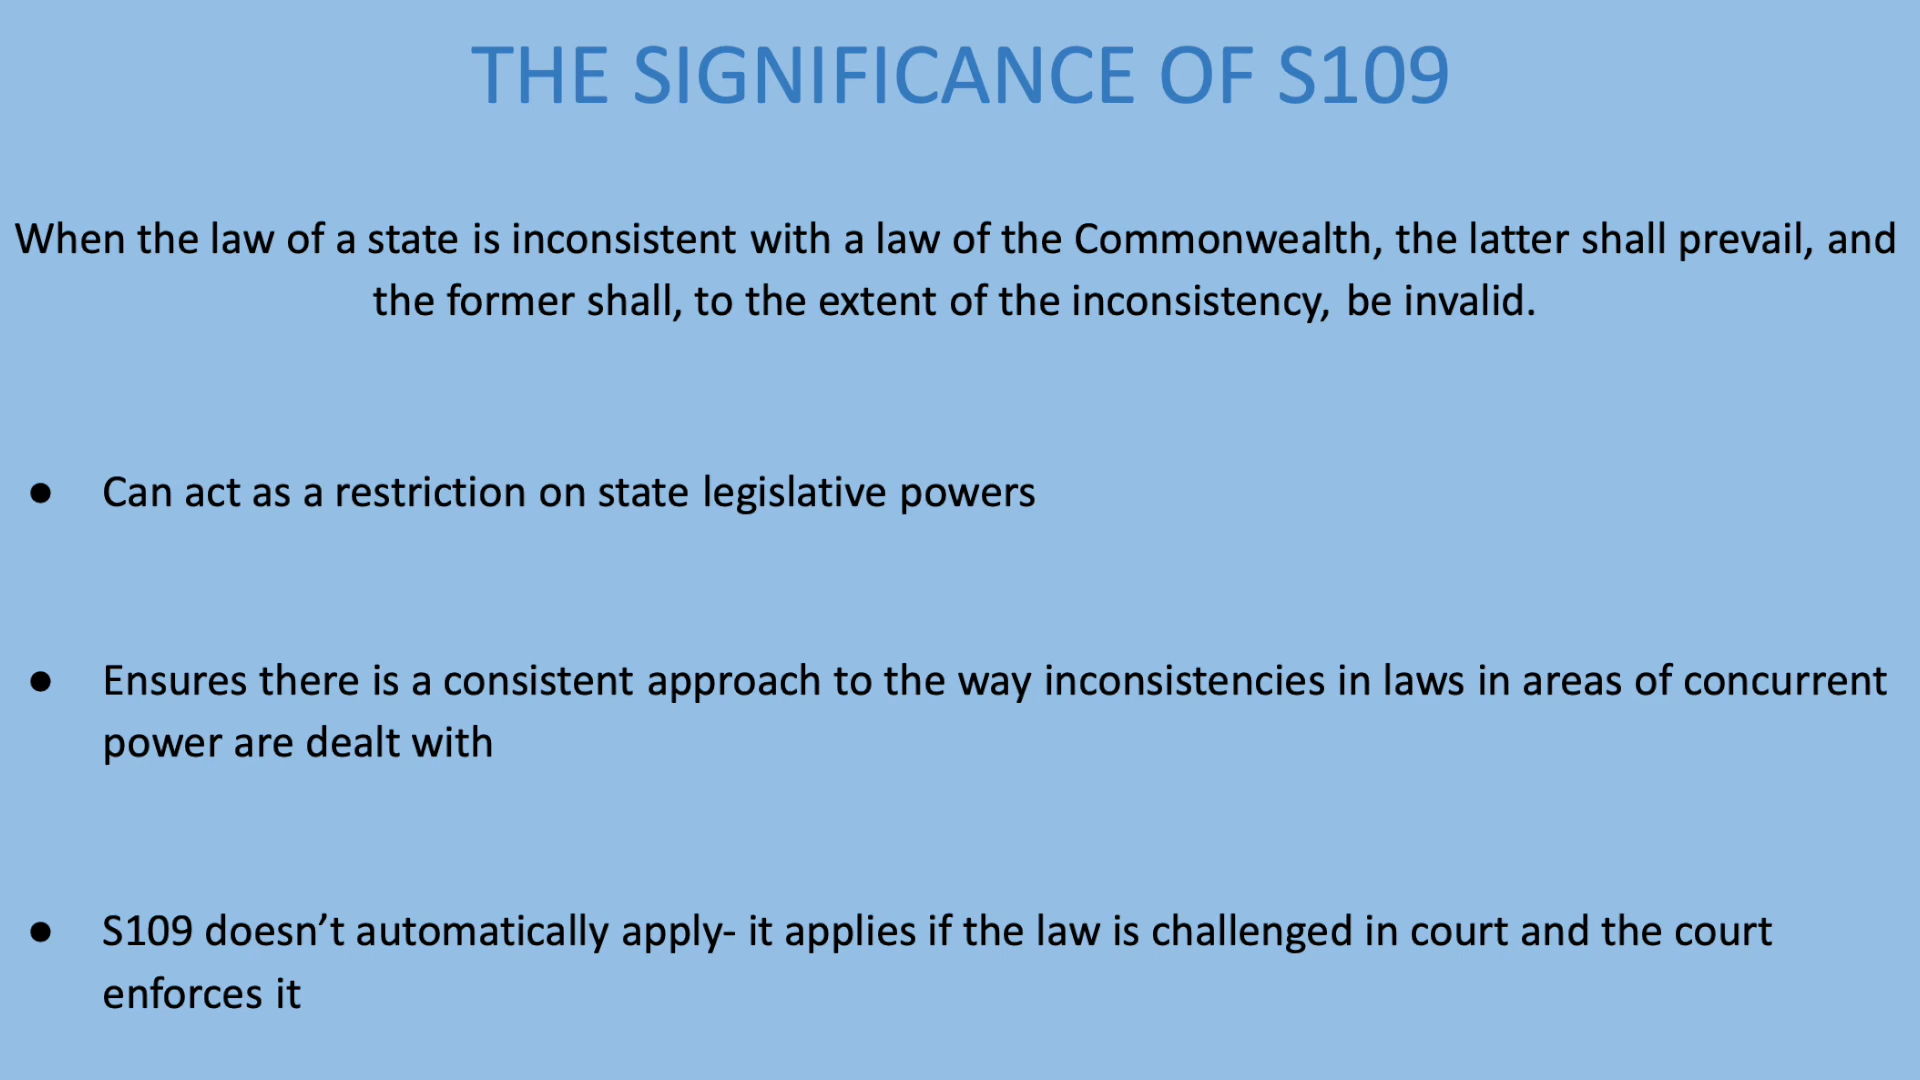 THE SIGNIFICANCE OF S109
When the law of a state is inconsistent with a law of the Commonwealth, the latter shall prevail, and
the former shall, to the extent of the inconsistency, be invalid.
● Can act as a restriction on state legislative powers
● Ensures there is a consistent approach to the way inconsistencies in laws in areas of concurrent
power are dealt with
● S109 doesn’t automatically apply- it applies if the law is challenged in court and the court
enforces it